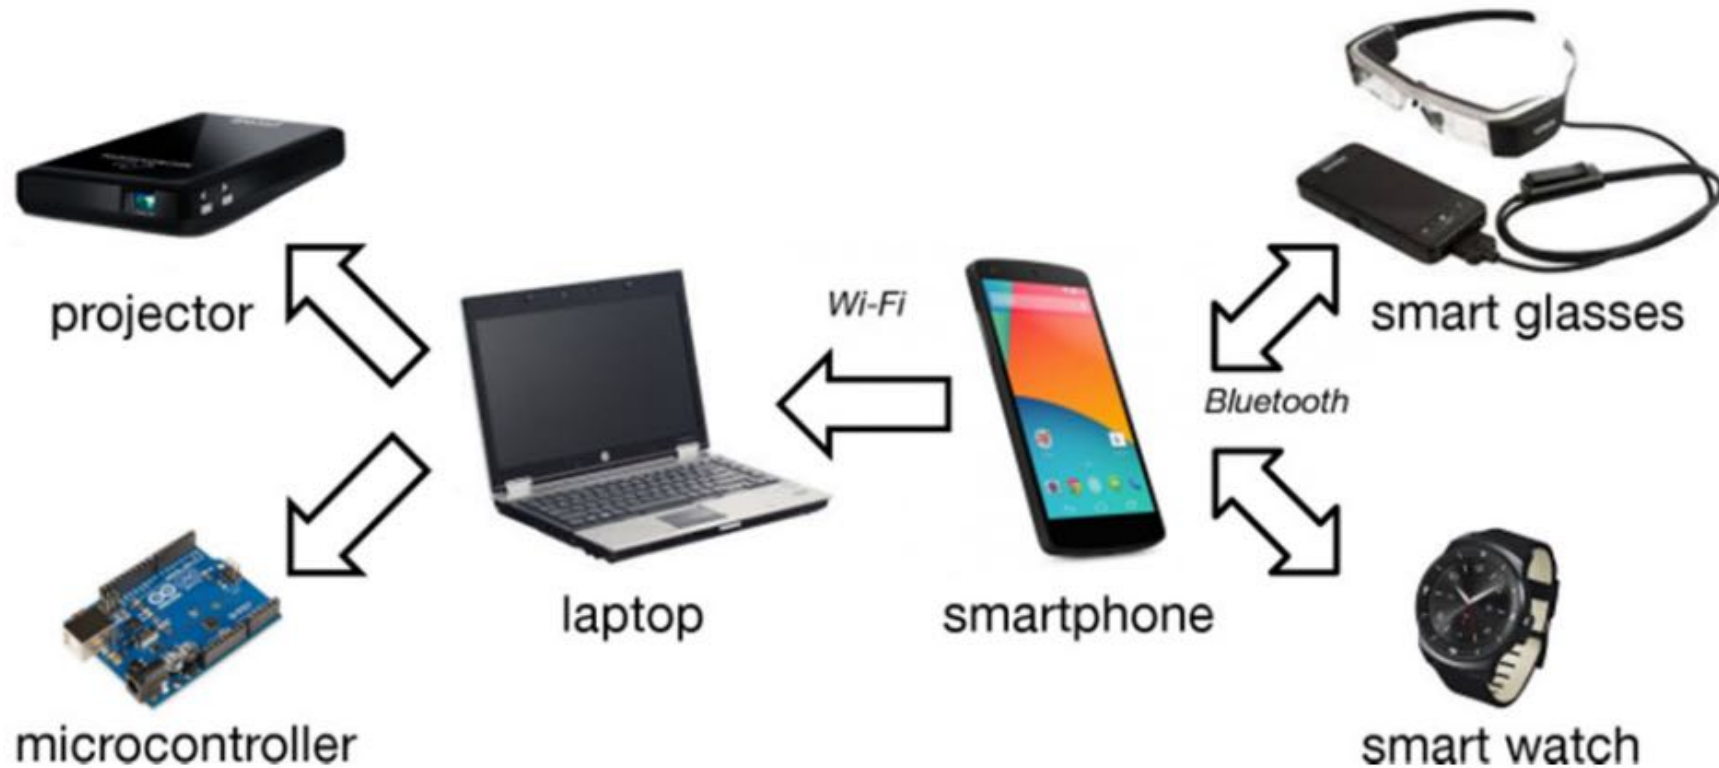 projector
Wi-Fi
smart glasses
Bluetooth
laptop
smartphone
microcontroller
smart watch